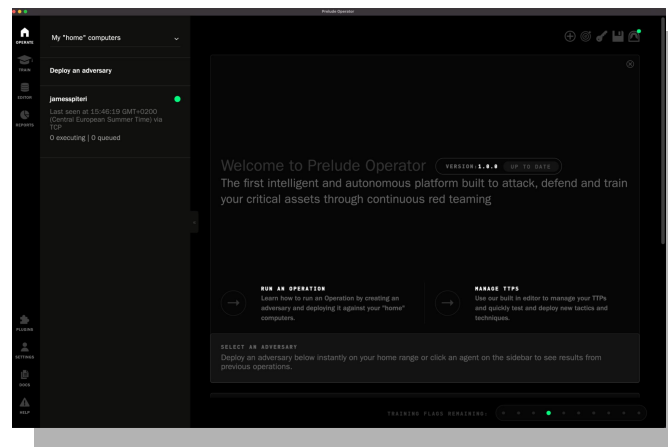 Prelude Operator
OPERATE
TRAIN
EDITOR
REPORTS
PLUGINS
SETTINGS
DOCS
HELP
My "home" computers
Deploy an adversary
jamesspiteri
Last seen at 15:46:19 GMT+0200
(Central European Summer Time) via
TCP
0 executing | 0 queued
Welcome to Prelude Operator
VERSION:1.0.0 UP TO DATE
The first intelligent and autonomous platform built to attack, defend and train
your critical assets through continuous red teaming
RUN AN OPERATION
Learn how to run an Operation by creating an
adversary and deploying it against your "home"
computers.
MANAGE TTPS
Use our built in editor to manage your TTPs
and quickly test and deploy new tactics and
techniques.
SELECT AN ADVERSARY
Deploy an adversary below instantly on your home range or click an agent on the sidebar to see results from
previous operations.
TRAINING FLAGS REMAINING: